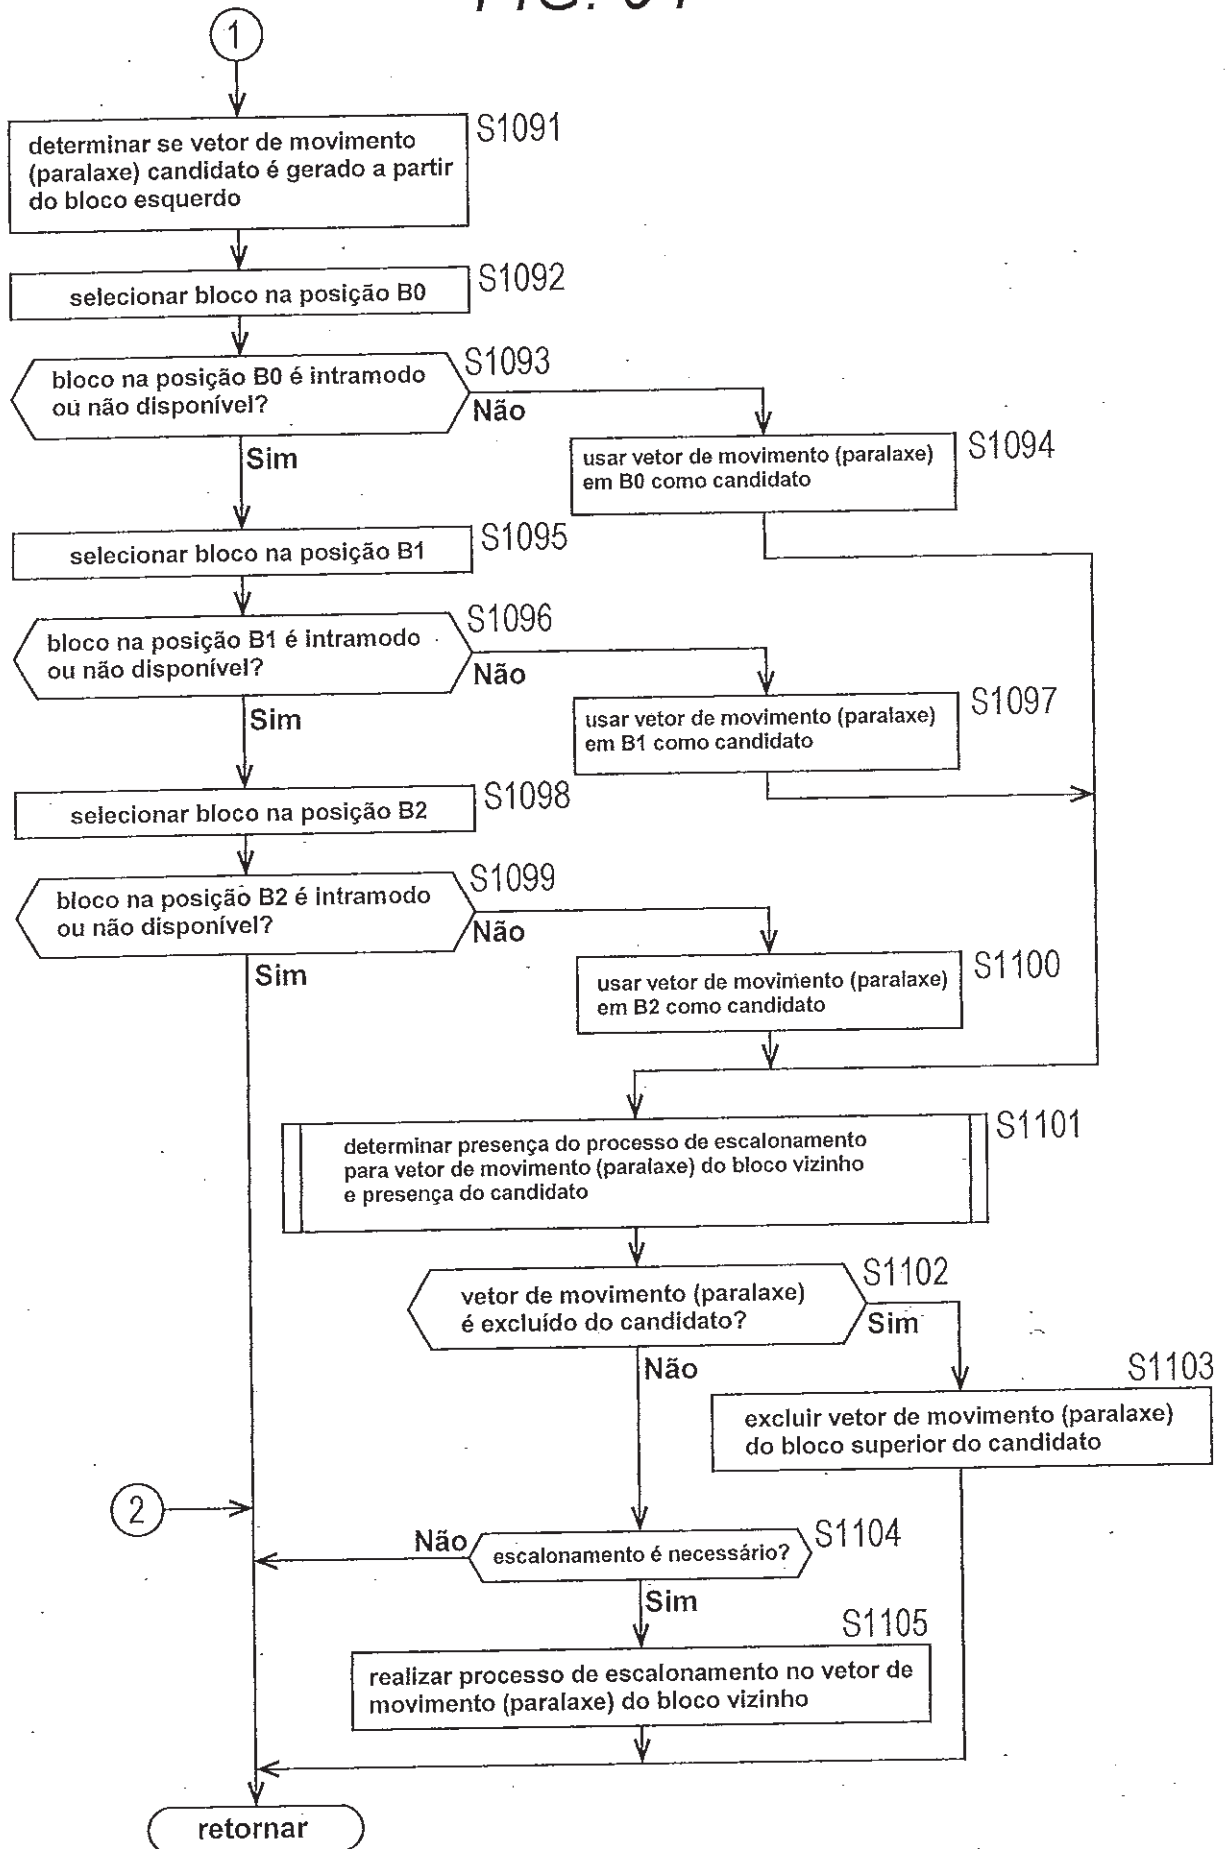 1
determinar se vetor de movimento
(paralaxe) candidato é gerado a partir
do bloco esquerdo
S1091
selecionar bloco na posição B0
S1092
bloco na posição B0 é intramodo
ou não disponível?
S1093
Não
Sim
usar vetor de movimento (paralaxe)
em B0 como candidato
S1094
selecionar bloco na posição B1
S1095
bloco na posição B1 é intramodo
ou não disponível?
S1096
Não
Sim
usar vetor de movimento (paralaxe)
em B1 como candidato
S1097
selecionar bloco na posição B2
S1098
bloco na posição B2 é intramodo
ou não disponível?
S1099
Não
Sim
usar vetor de movimento (paralaxe)
em B2 como candidato
S1100
determinar presença do processo de escalonamento
para vetor de movimento (paralaxe) do bloco vizinho
e presença do candidato
S1101
vetor de movimento (paralaxe)
é excluído do candidato?
S1102
Sim
Não
S1103
excluir vetor de movimento (paralaxe)
do bloco superior do candidato
2
Não
escalonamento é necessário?
S1104
Sim
S1105
realizar processo de escalonamento no vetor de
movimento (paralaxe) do bloco vizinho
retornar